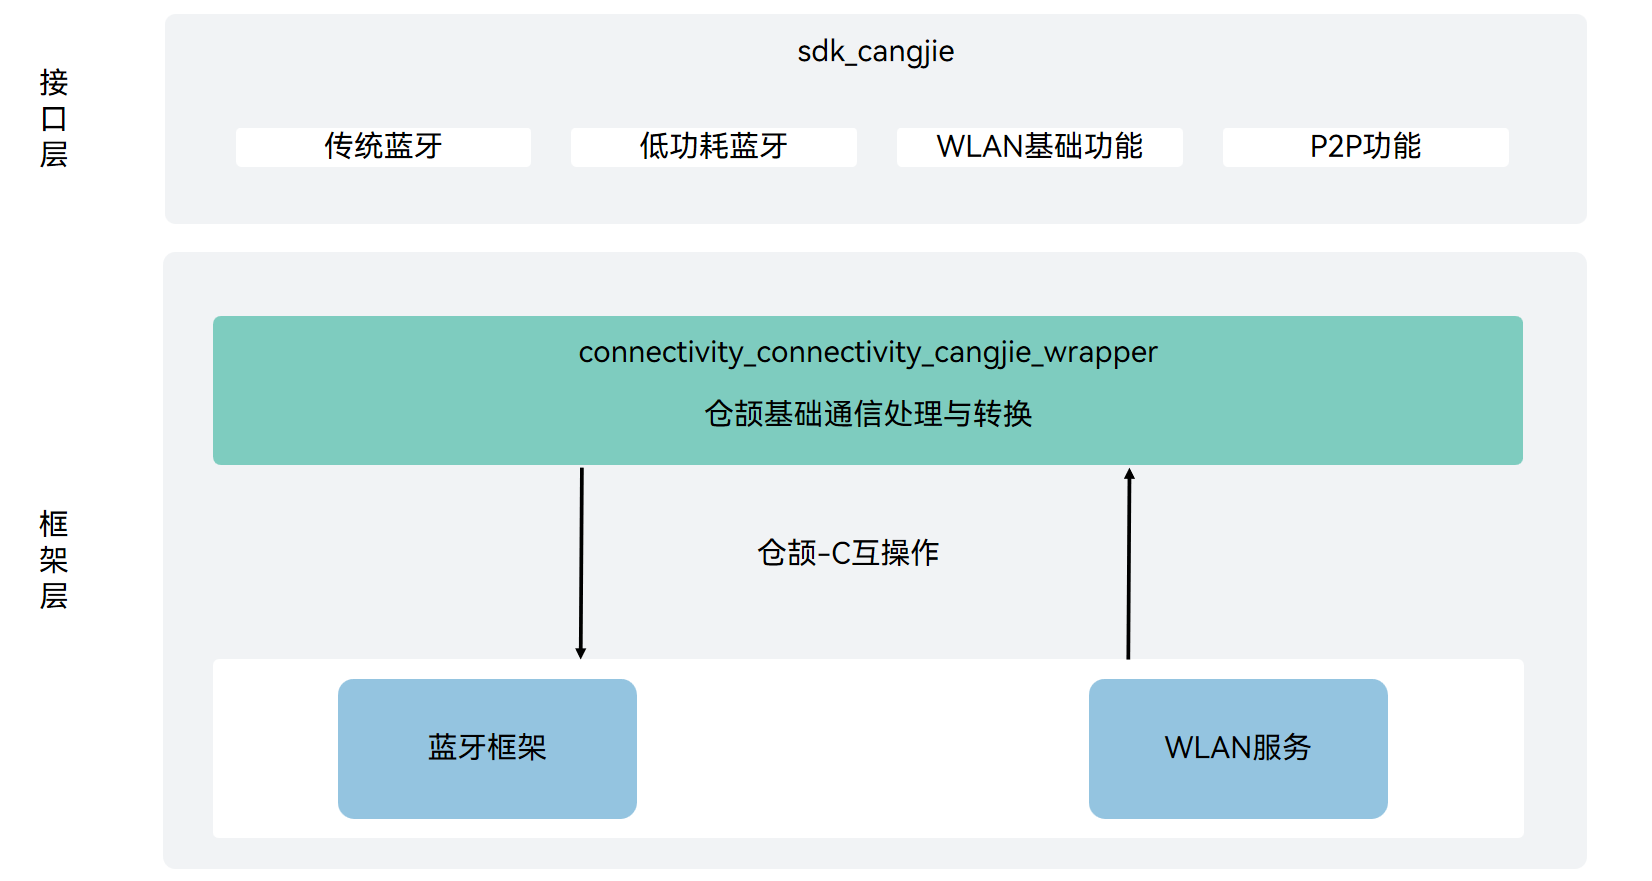 接口层
sdk_cangjie
传统蓝牙
低功耗蓝牙
WLAN基础功能
P2P功能
框架层
connectivity_connectivity_cangjie_wrapper
仓颉基础通信处理与转换
仓颉-C互操作
蓝牙框架
WLAN服务